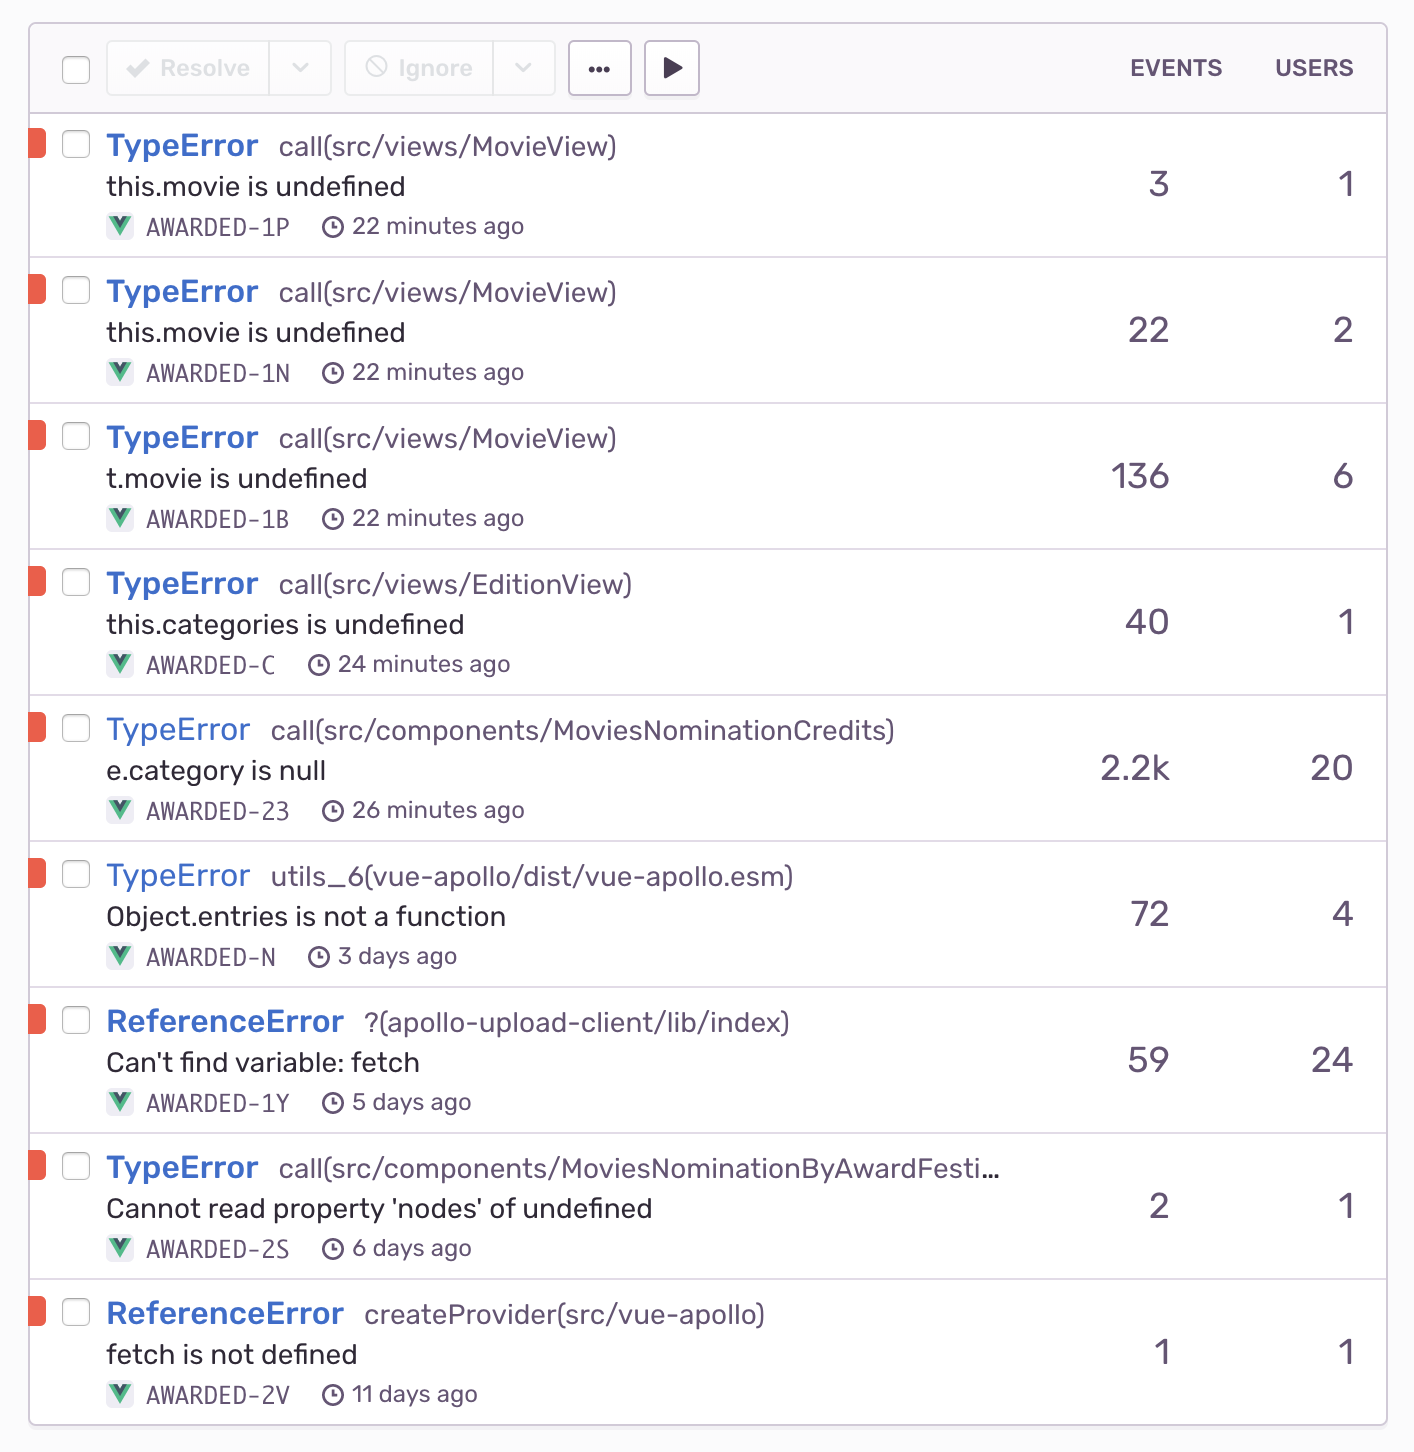 Resolve Ignore EVENTS USERS
TypeError call(src/views/MovieView)
this.movie is undefined 3 1
AWARDED-1P 22 minutes ago
TypeError call(src/views/MovieView)
this.movie is undefined 22 2
AWARDED-1N 22 minutes ago
TypeError call(src/views/MovieView)
t.movie is undefined 136 6
AWARDED-1B 22 minutes ago
TypeError call(src/views/EditionView)
this.categories is undefined 40 1
AWARDED-C 24 minutes ago
TypeError call(src/components/MoviesNominationCredits)
e.category is null 2.2k 20
AWARDED-23 26 minutes ago
TypeError utils_6(vue-apollo/dist/vue-apollo.esm)
Object.entries is not a function 72 4
AWARDED-N 3 days ago
ReferenceError ?(apollo-upload-client/lib/index)
Can't find variable: fetch 59 24
AWARDED-1Y 5 days ago
TypeError call(src/components/MoviesNominationByAwardFesti...
Cannot read property 'nodes' of undefined 2 1
AWARDED-2S 6 days ago
ReferenceError createProvider(src/vue-apollo)
fetch is not defined 1 1
AWARDED-2V 11 days ago